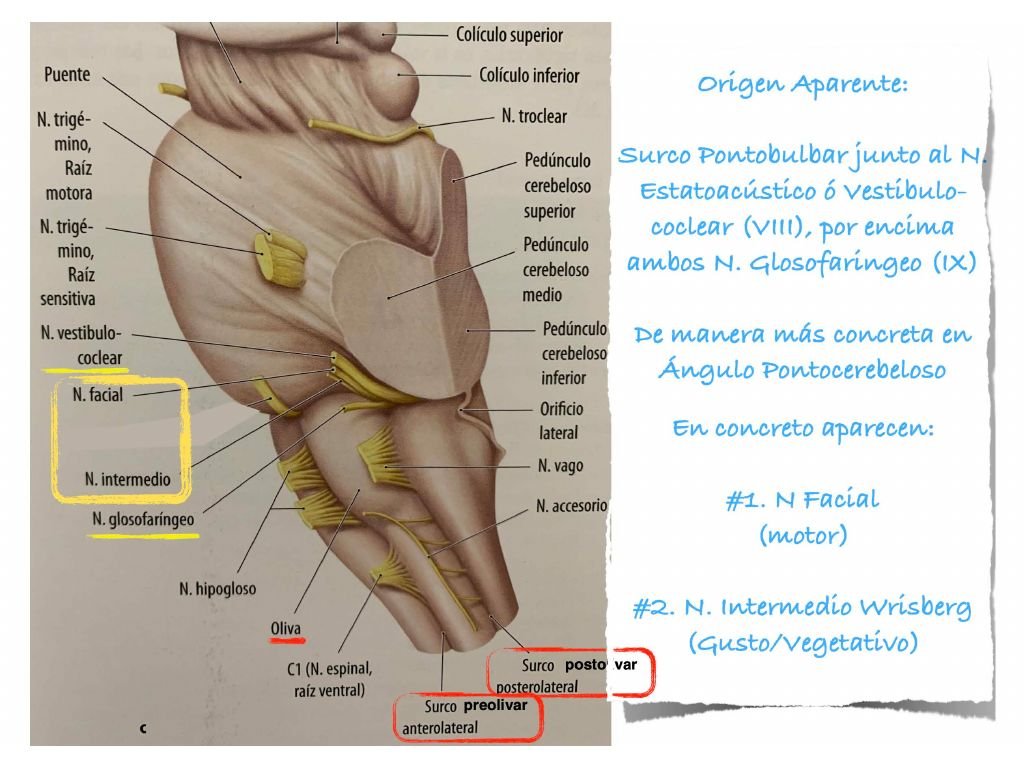 Colículo superior
Puente
Colículo inferior
N. trigé-
mino,
Raíz
motora
N. troclear
Pedúnculo
cerebeloso
superior
N. trigé-
mino,
Raíz
sensitiva
Pedúnculo
cerebeloso
medio
N. vestibulo-
coclear
Pedúnculo
cerebeloso
inferior
N. facial
Orificio
lateral
N. intermedio
N. vago
N. glosofaríngeo
N. accesorio
N. hipogloso
Oliva
C1 (N. espinal,
raíz ventral)
Surco
posterolateral
Surco preolivar
anterolateral
c
Origen Aparente:
Surco Pontobulbar junto al N.
Estatoacústico ó Vestíbulo-
coclear (VIII), por encima
ambos N. Glosofaríngeo (IX)
De manera más concreta en
Ángulo Pontocerebeloso
En concreto aparecen:
#1. N Facial
(motor)
#2. N. Intermedio Wrisberg
(Gusto/Vegetativo)